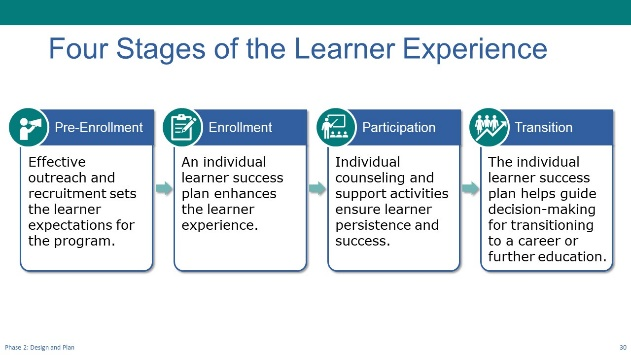 Four Stages of the Learner Experience
Pre-Enrollment
Effective
outreach and
recruitment sets
the learner
expectations for
the program.
Enrollment
An individual
learner success
plan enhances
the learner
experience.
Participation
Individual
counseling and
support activities
ensure learner
persistence and
success.
Transition
The individual
learner success
plan helps guide
decision-making
for transitioning
to a career or
further education.
Phase 2: Design and Plan
30